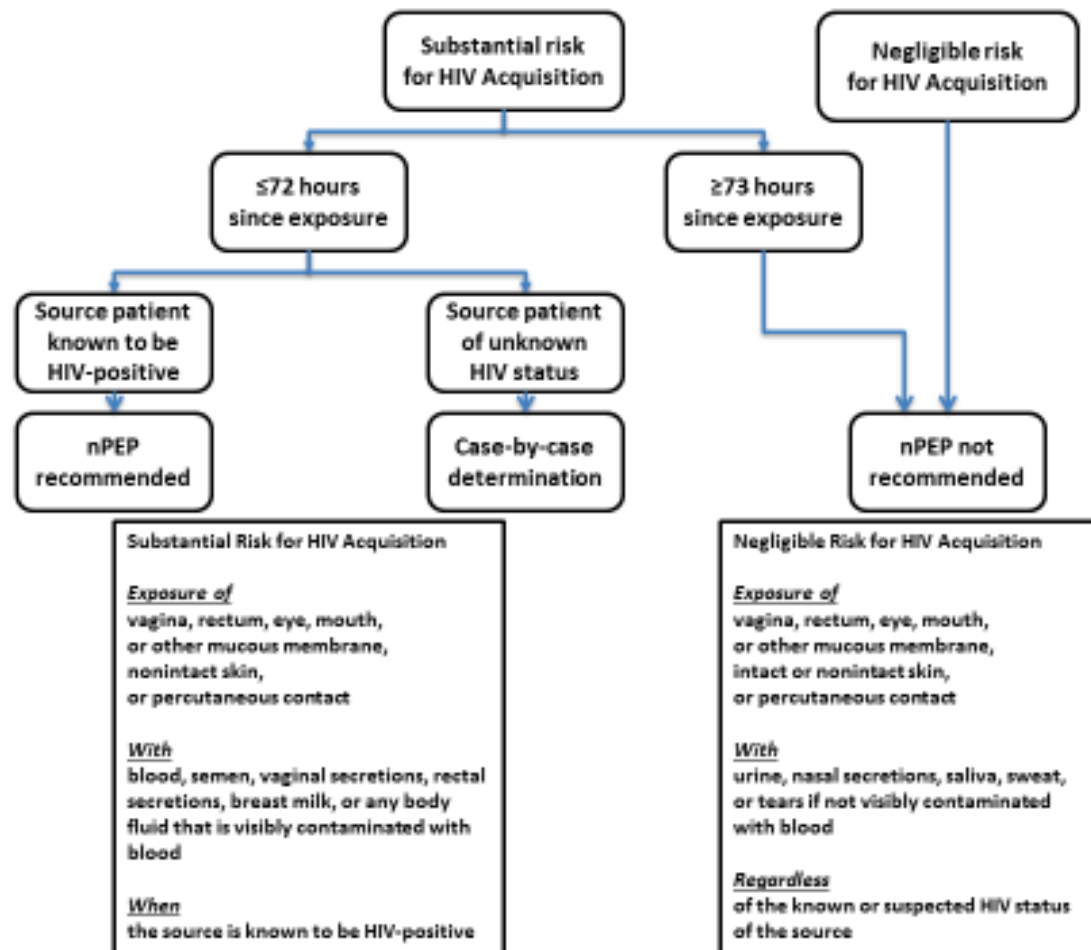 Substantial risk
for HIV Acquisition
Negligible risk
for HIV Acquisition
≤72 hours
since exposure
≥73 hours
since exposure
Source patient
known to be
HIV-positive
Source patient
of unknown
HIV status
nPEP
recommended
Case-by-case
determination
nPEP not
recommended
Substantial Risk for HIV Acquisition
Exposure of
vagina, rectum, eye, mouth,
or other mucous membrane,
nonintact skin,
or percutaneous contact
With
blood, semen, vaginal secretions, rectal
secretions, breast milk, or any body
fluid that is visibly contaminated with
blood
When
the source is known to be HIV-positive
Negligible Risk for HIV Acquisition
Exposure of
vagina, rectum, eye, mouth,
or other mucous membrane,
intact or nonintact skin,
or percutaneous contact
With
urine, nasal secretions, saliva, sweat,
or tears if not visibly contaminated
with blood
Regardless
of the known or suspected HIV status
of the source